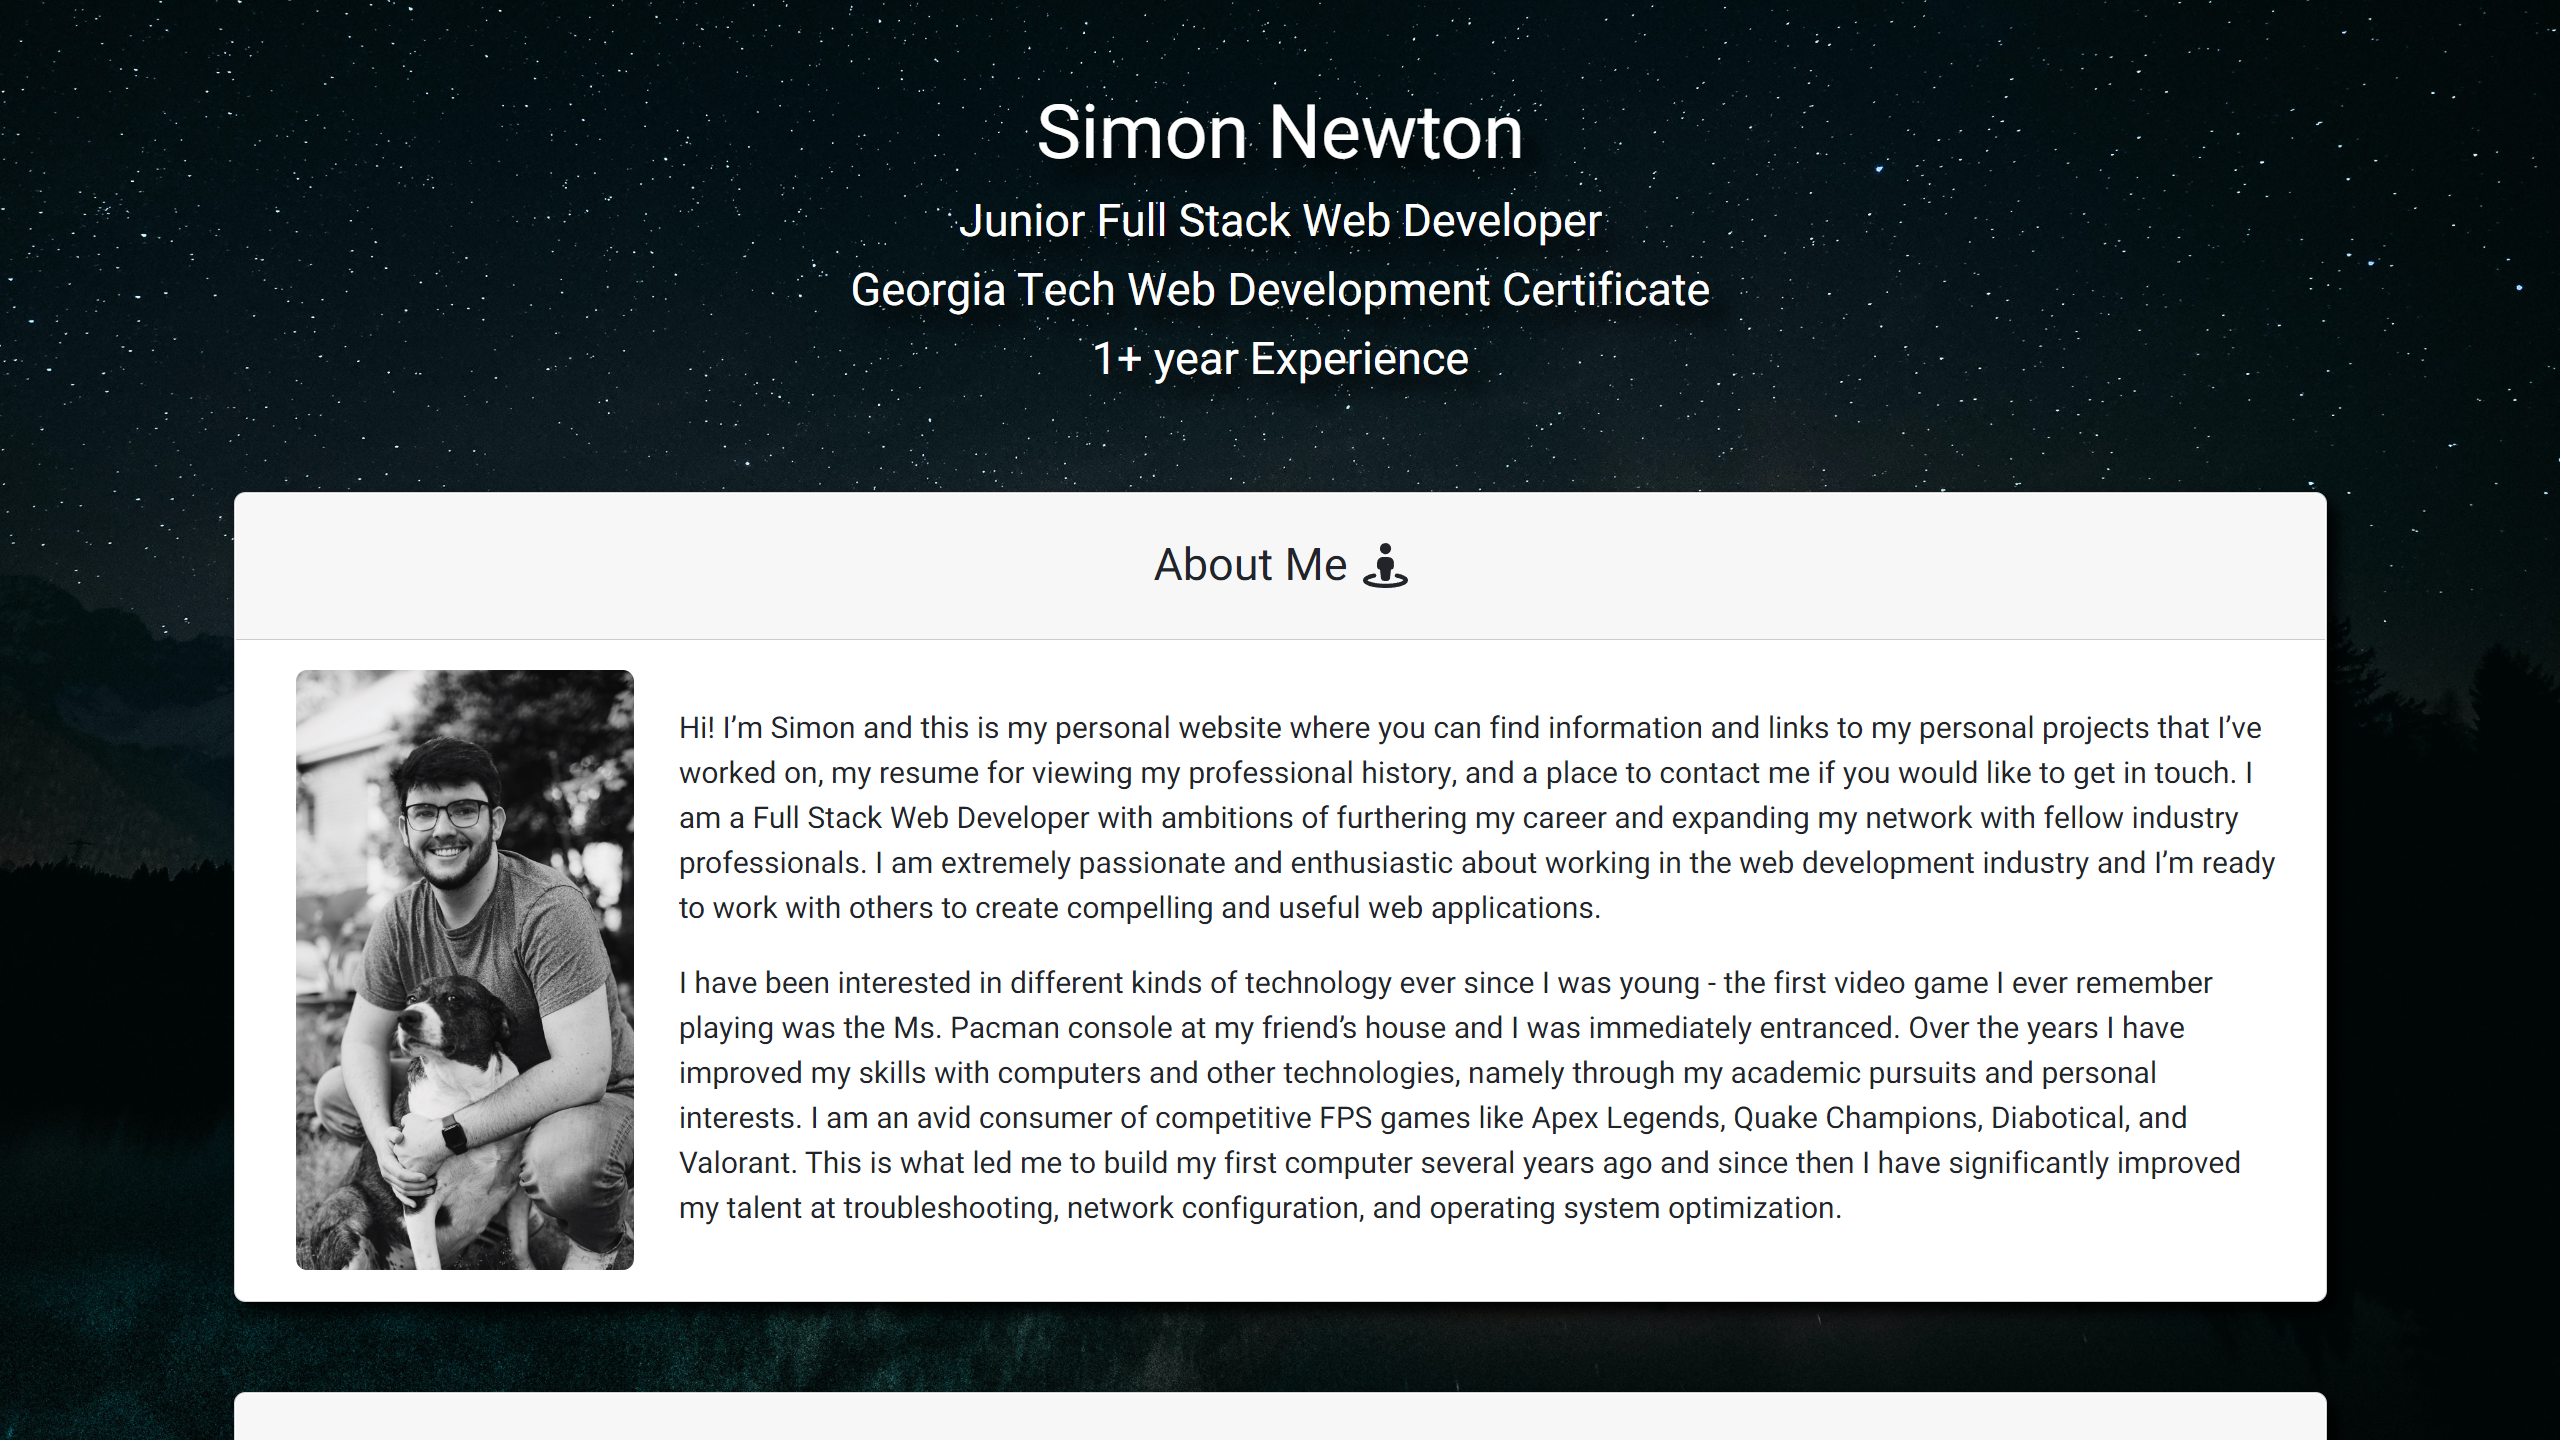 Simon Newton
Junior Full Stack Web Developer
Georgia Tech Web Development Certificate
1+ year Experience
About Me
Hi! I’m Simon and this is my personal website where you can find information and links to my personal projects that I’ve
worked on, my resume for viewing my professional history, and a place to contact me if you would like to get in touch. I
am a Full Stack Web Developer with ambitions of furthering my career and expanding my network with fellow industry
professionals. I am extremely passionate and enthusiastic about working in the web development industry and I’m ready
to work with others to create compelling and useful web applications.
I have been interested in different kinds of technology ever since I was young - the first video game I ever remember
playing was the Ms. Pacman console at my friend’s house and I was immediately entranced. Over the years I have
improved my skills with computers and other technologies, namely through my academic pursuits and personal
interests. I am an avid consumer of competitive FPS games like Apex Legends, Quake Champions, Diabotical, and
Valorant. This is what led me to build my first computer several years ago and since then I have significantly improved
my talent at troubleshooting, network configuration, and operating system optimization.